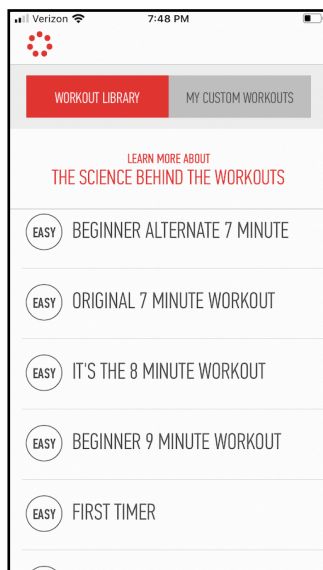 Verizon 7:48 PM
WORKOUT LIBRARY MY CUSTOM WORKOUTS
LEARN MORE ABOUT
THE SCIENCE BEHIND THE WORKOUTS
EASY BEGINNER ALTERNATE 7 MINUTE
EASY ORIGINAL 7 MINUTE WORKOUT
EASY IT'S THE 8 MINUTE WORKOUT
EASY BEGINNER 9 MINUTE WORKOUT
EASY FIRST TIMER